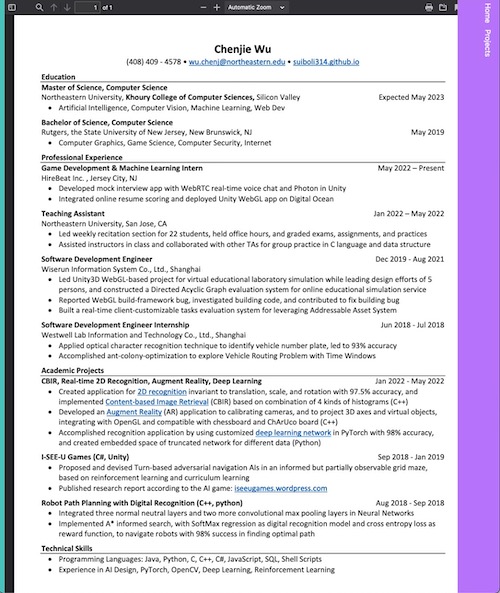 1 of 1
Automatic Zoom
Home Projects
Chenjie Wu
(408) 409 - 4578 • wu.chenj@northeastern.edu • suiboli314.github.io
Education
Master of Science, Computer Science
Northeastern University, Khoury College of Computer Sciences, Silicon Valley Expected May 2023
• Artificial Intelligence, Computer Vision, Machine Learning, Web Dev
Bachelor of Science, Computer Science
Rutgers, the State University of New Jersey, New Brunswick, NJ May 2019
• Computer Graphics, Game Science, Computer Security, Internet
Professional Experience
Game Development & Machine Learning Intern May 2022 – Present
HireBeat Inc. , Jersey City, NJ
• Developed mock interview app with WebRTC real-time voice chat and Photon in Unity
• Integrated online resume scoring and deployed Unity WebGL app on Digital Ocean
Teaching Assistant Jan 2022 – May 2022
Northeastern University, San Jose, CA
• Led weekly recitation section for 22 students, held office hours, and graded exams, assignments, and practices
• Assisted instructors in class and collaborated with other TAs for group practice in C language and data structure
Software Development Engineer Dec 2019 - Aug 2021
Wiserun Information System Co., Ltd., Shanghai
• Led Unity3D WebGL-based project for virtual educational laboratory simulation while leading design efforts of 5
persons, and constructed a Directed Acyclic Graph evaluation system for online educational simulation service
• Reported WebGL build-framework bug, investigated building code, and contributed to fix building bug
• Built a real-time client-customizable tasks evaluation system for leveraging Addressable Asset System
Software Development Engineer Internship Jun 2018 - Jul 2018
Westwell Lab Information and Technology Co., Ltd., Shanghai
• Applied optical character recognition technique to identify vehicle number plate, led to 93% accuracy
• Accomplished ant-colony-optimization to explore Vehicle Routing Problem with Time Windows
Academic Projects
CBIR, Real-time 2D Recognition, Augment Reality, Deep Learning Jan 2022 - May 2022
• Created application for 2D recognition invariant to translation, scale, and rotation with 97.5% accuracy, and
implemented Content-based Image Retrieval (CBIR) based on combination of 4 kinds of histograms (C++)
• Developed an Augment Reality (AR) application to calibrating cameras, and to project 3D axes and virtual objects,
integrating with OpenGL and compatible with chessboard and ChArUco board (C++)
• Accomplished recognition application by using customized deep learning network in PyTorch with 98% accuracy,
and created embedding space of truncated network for different data (Python)
I-SEE-U Games (C#, Unity) Sep 2018 - Jan 2019
• Proposed and devised Turn-based adversarial navigation AIs in an informed but partially observable grid maze,
based on reinforcement learning and curriculum learning
• Published research report according to the AI game: iseeugames.wordpress.com
Robot Path Planning with Digital Recognition (C++, python) Aug 2018 - Sep 2018
• Integrated three normal neutral layers and two more convolutional max pooling layers in Neural Networks
• Implemented A* informed search, with SoftMax regression as digital recognition model and cross entropy loss as
reward function, to navigate robots with 98% success in finding optimal path
Technical Skills
• Programming Languages: Java, Python, C, C++, C#, JavaScript, SQL, Shell Scripts
• Experience in AI Design, PyTorch, OpenCV, Deep Learning, Reinforcement Learning